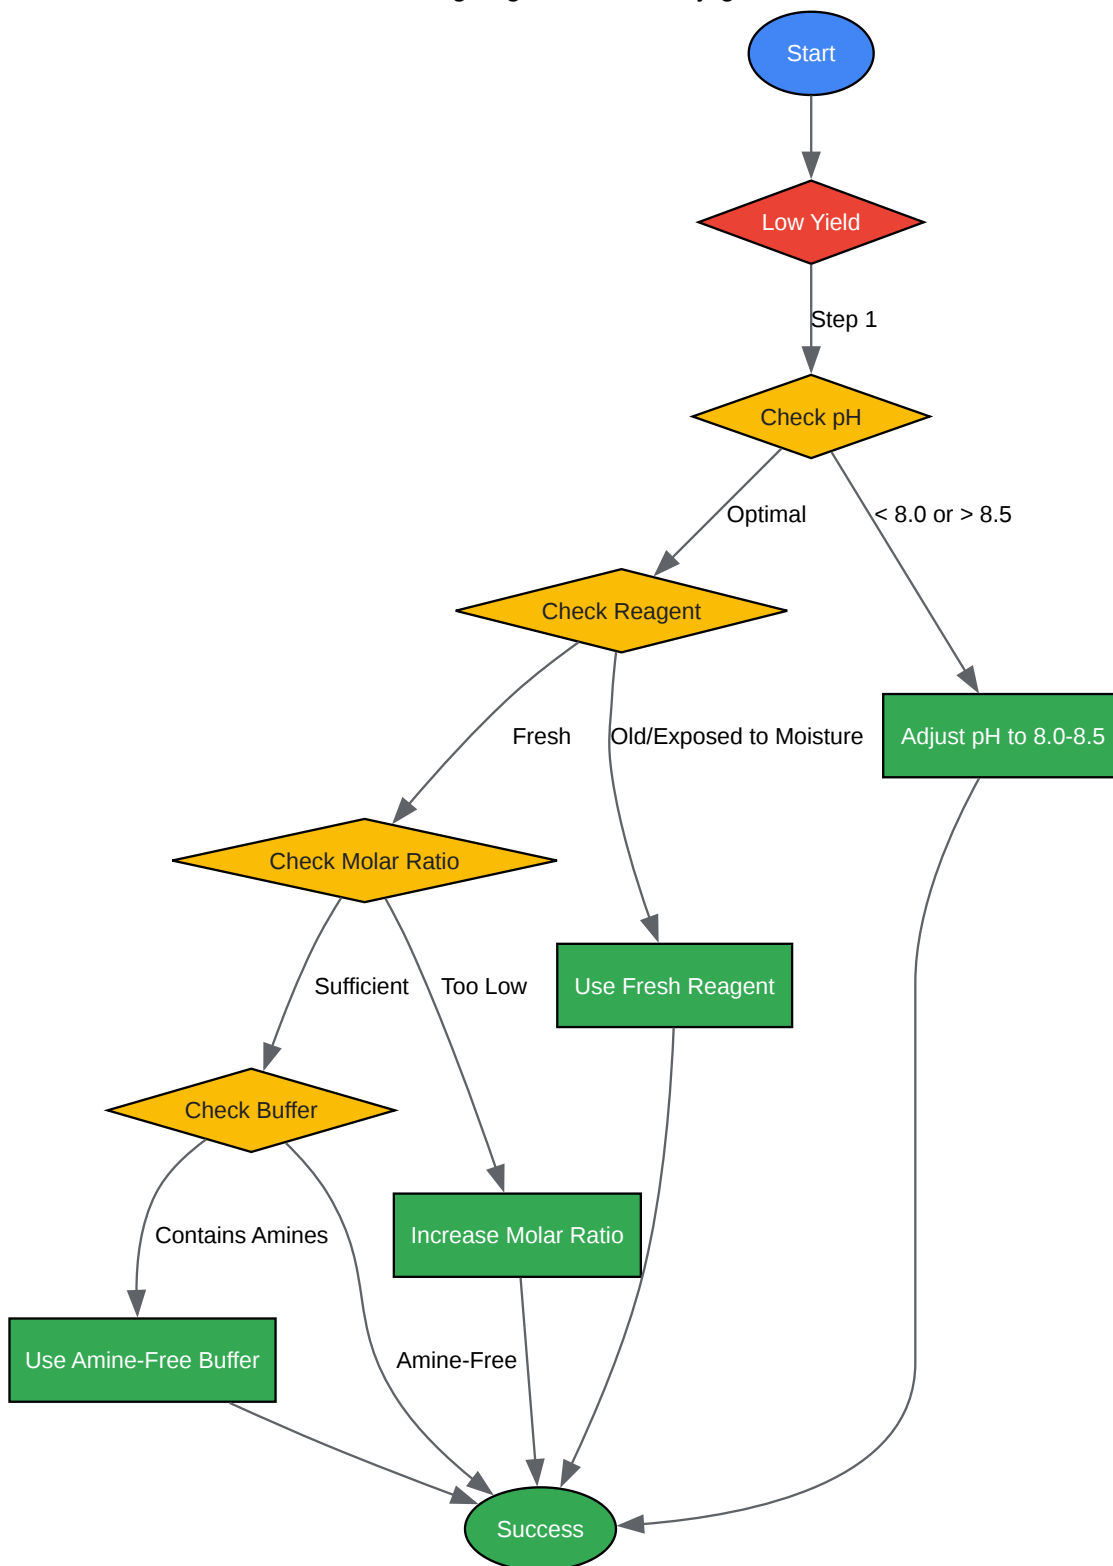 Start
Low Yield
Step 1
Check pH
Optimal
< 8.0 or > 8.5
Check Reagent
Fresh
Old/Exposed to Moisture
Adjust pH to 8.0-8.5
Check Molar Ratio
Sufficient
Too Low
Use Fresh Reagent
Check Buffer
Contains Amines
Increase Molar Ratio
Use Amine-Free Buffer
Amine-Free
Success